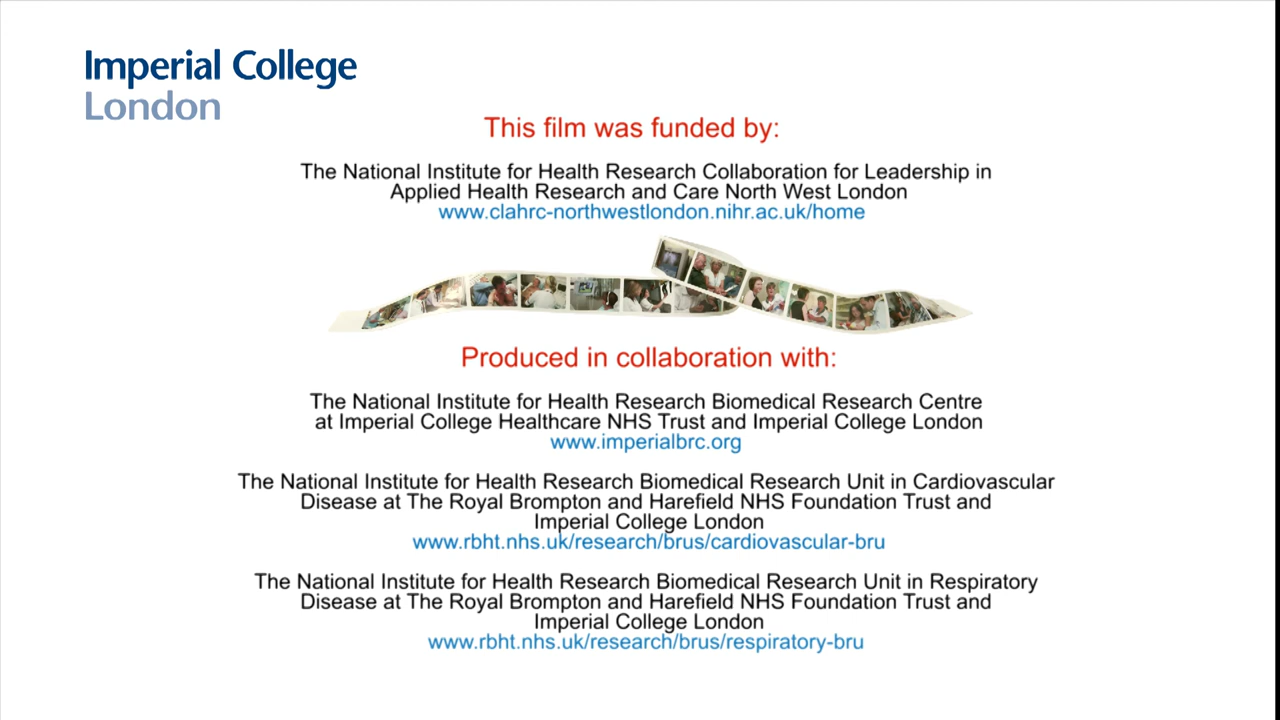 Imperial College
London
This film was funded by:
The National Institute for Health Research Collaboration for Leadership in
Applied Health Research and Care North West London
www.clahrc-northwestlondon.nihr.ac.uk/home
Produced in collaboration with:
The National Institute for Health Research Biomedical Research Centre
at Imperial College Healthcare NHS Trust and Imperial College London
www.imperialbrc.org
The National Institute for Health Research Biomedical Research Unit in Cardiovascular
Disease at The Royal Brompton and Harefield NHS Foundation Trust and
Imperial College London
www.rbht.nhs.uk/research/brus/cardiovascular-bru
The National Institute for Health Research Biomedical Research Unit in Respiratory
Disease at The Royal Brompton and Harefield NHS Foundation Trust and
Imperial College London
www.rbht.nhs.uk/research/brus/respiratory-bru